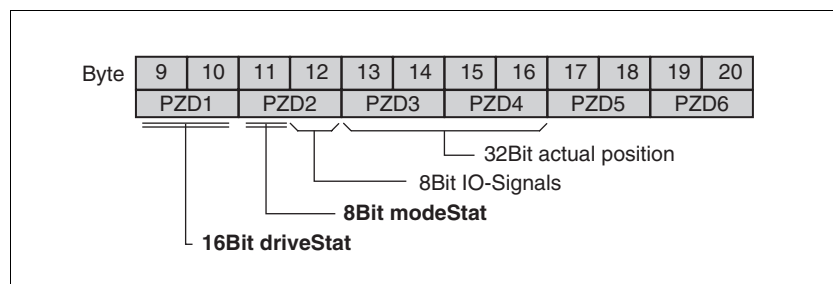 Byte 9 10 11 12 13 14 15 16 17 18 19 20
PZD1 PZD2 PZD3 PZD4 PZD5 PZD6
32Bit actual position
8Bit IO-Signals
8Bit modeStat
16Bit driveStat